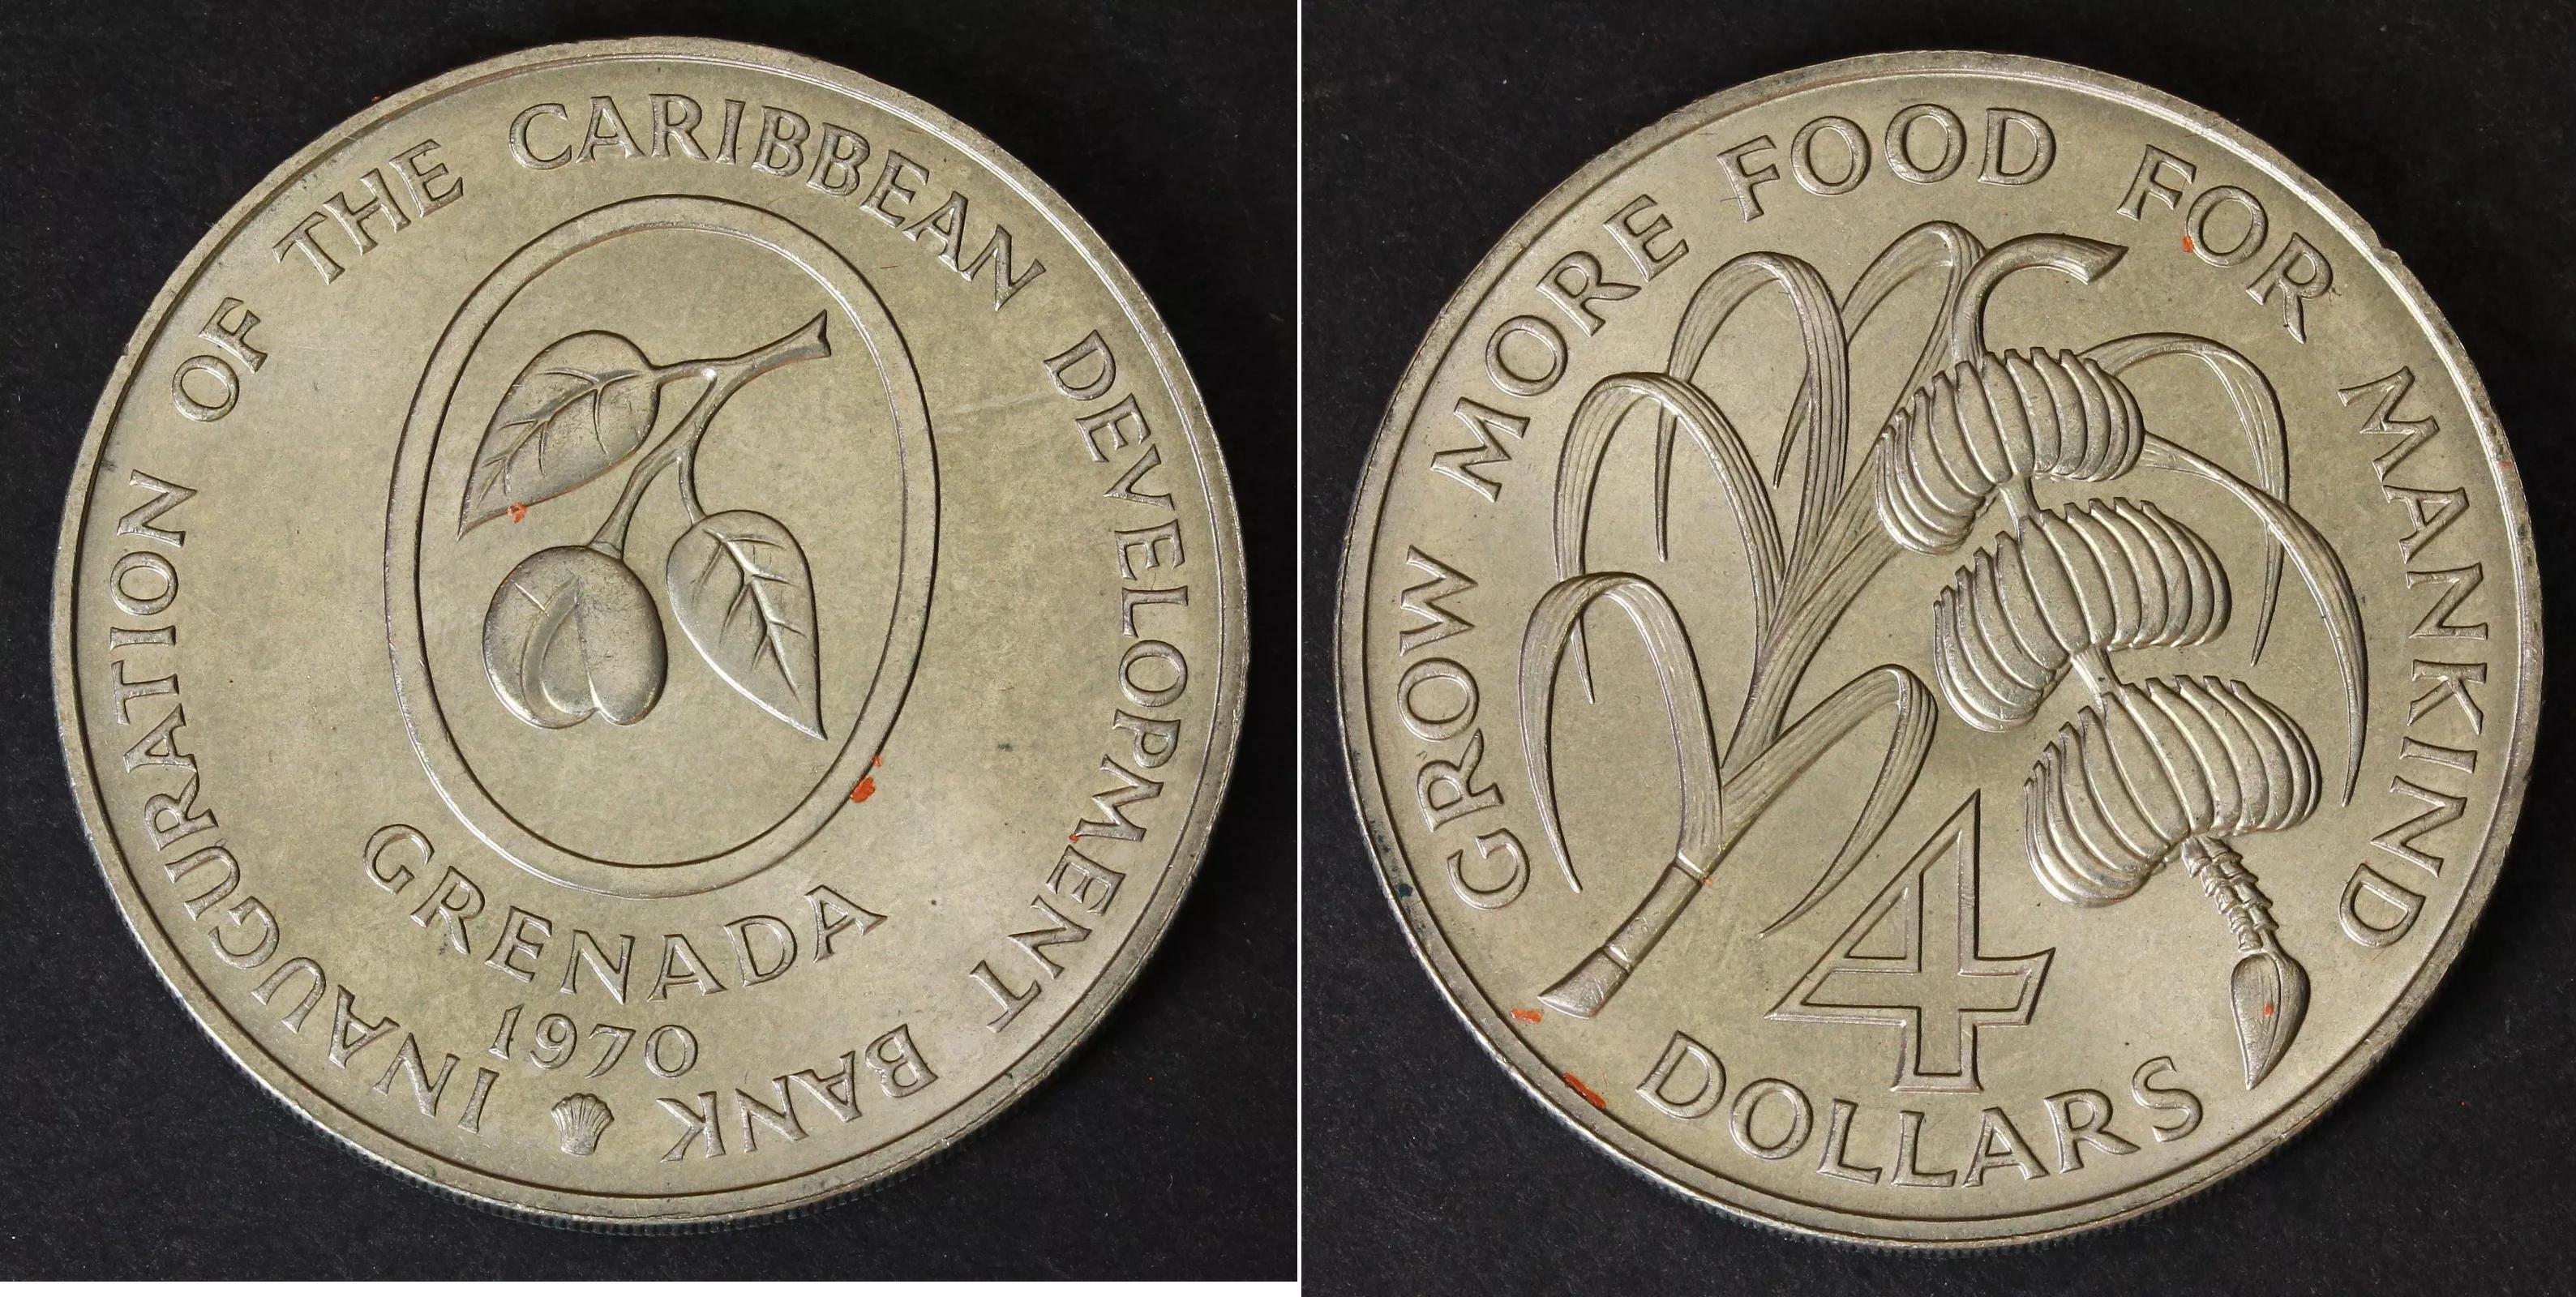 INAUGURATION OF THE CARIBBEAN DEVELOPMENT BANK
GRENADA
1970
GROW MORE FOOD FOR MANKIND
4
DOLLARS